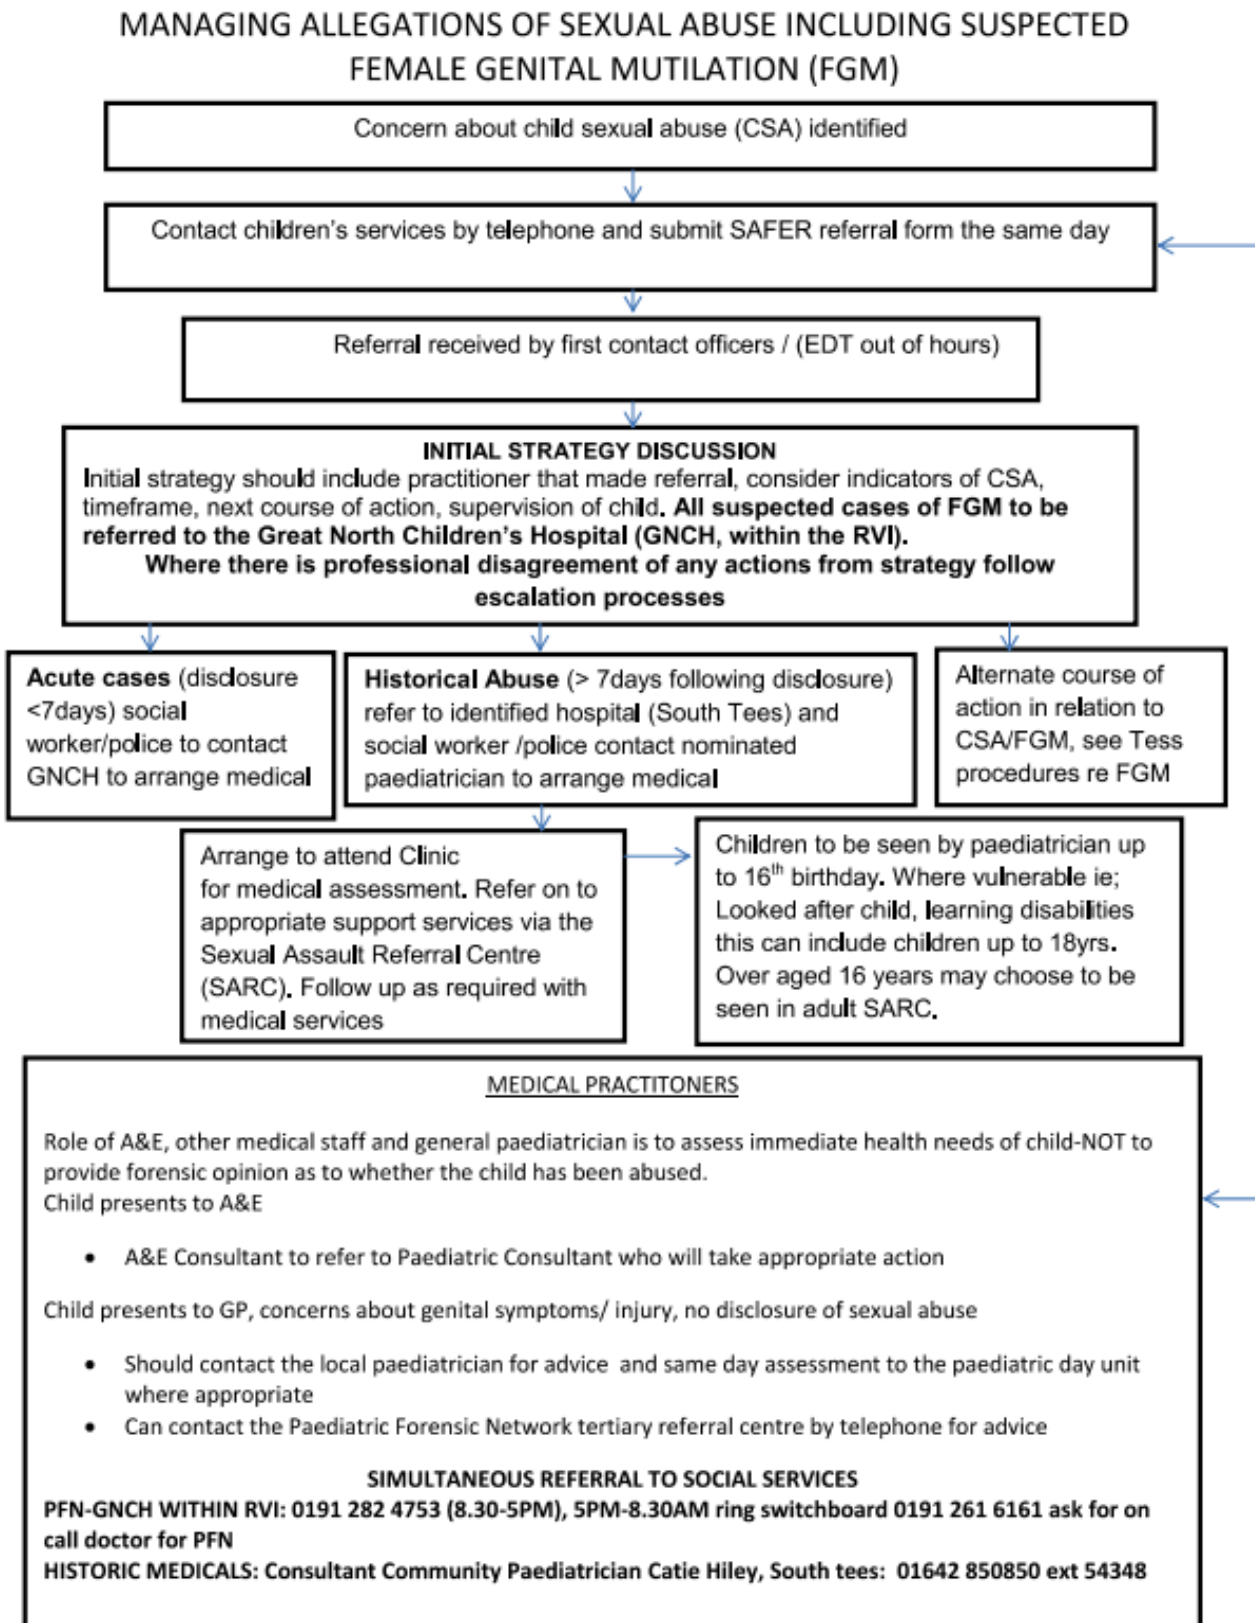 MANAGING ALLEGATIONS OF SEXUAL ABUSE INCLUDING SUSPECTED
FEMALE GENITAL MUTILATION (FGM)
Concern about child sexual abuse (CSA) identified
Contact children's services by telephone and submit SAFER referral form the same day
Referral received by first contact officers / (EDT out of hours)
INITIAL STRATEGY DISCUSSION
Initial strategy should include practitioner that made referral, consider indicators of CSA,
timeframe, next course of action, supervision of child. All suspected cases of FGM to be
referred to the Great North Children's Hospital (GNCH, within the RVI).
Where there is professional disagreement of any actions from strategy follow
escalation processes
Acute cases (disclosure
<7days) social
worker/police to contact
GNCH to arrange medical
Historical Abuse (> 7days following disclosure)
refer to identified hospital (South Tees) and
social worker /police contact nominated
paediatrician to arrange medical
Alternate course of
action in relation to
CSA/FGM, see Tess
procedures re FGM
Arrange to attend Clinic
for medical assessment. Refer on to
appropriate support services via the
Sexual Assault Referral Centre
(SARC). Follow up as required with
medical services
Children to be seen by paediatrician up
to 16th birthday. Where vulnerable ie;
Looked after child, learning disabilities
this can include children up to 18yrs.
Over aged 16 years may choose to be
seen in adult SARC.
MEDICAL PRACTITONERS
Role of A&E, other medical staff and general paediatrician is to assess immediate health needs of child-NOT to
provide forensic opinion as to whether the child has been abused.
Child presents to A&E
• A&E Consultant to refer to Paediatric Consultant who will take appropriate action
Child presents to GP, concerns about genital symptoms/ injury, no disclosure of sexual abuse
• Should contact the local paediatrician for advice and same day assessment to the paediatric day unit
where appropriate
• Can contact the Paediatric Forensic Network tertiary referral centre by telephone for advice
SIMULTANEOUS REFERRAL TO SOCIAL SERVICES
PFN-GNCH WITHIN RVI: 0191 282 4753 (8.30-5PM), 5PM-8.30AM ring switchboard 0191 261 6161 ask for on
call doctor for PFN
HISTORIC MEDICALS: Consultant Community Paediatrician Catie Hiley, South tees: 01642 850850 ext 54348